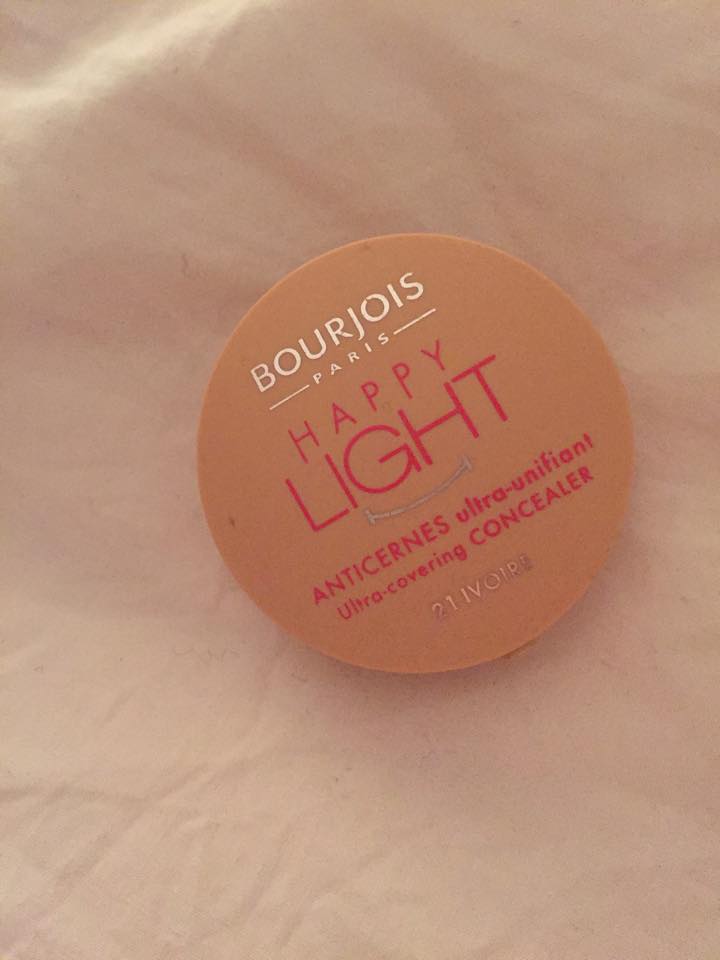 BOURJOIS
PARIS
HAPPY
LIGHT
ANTICERNES ultra-unifiant
Ultra-covering CONCEALER
21 IVOIRE